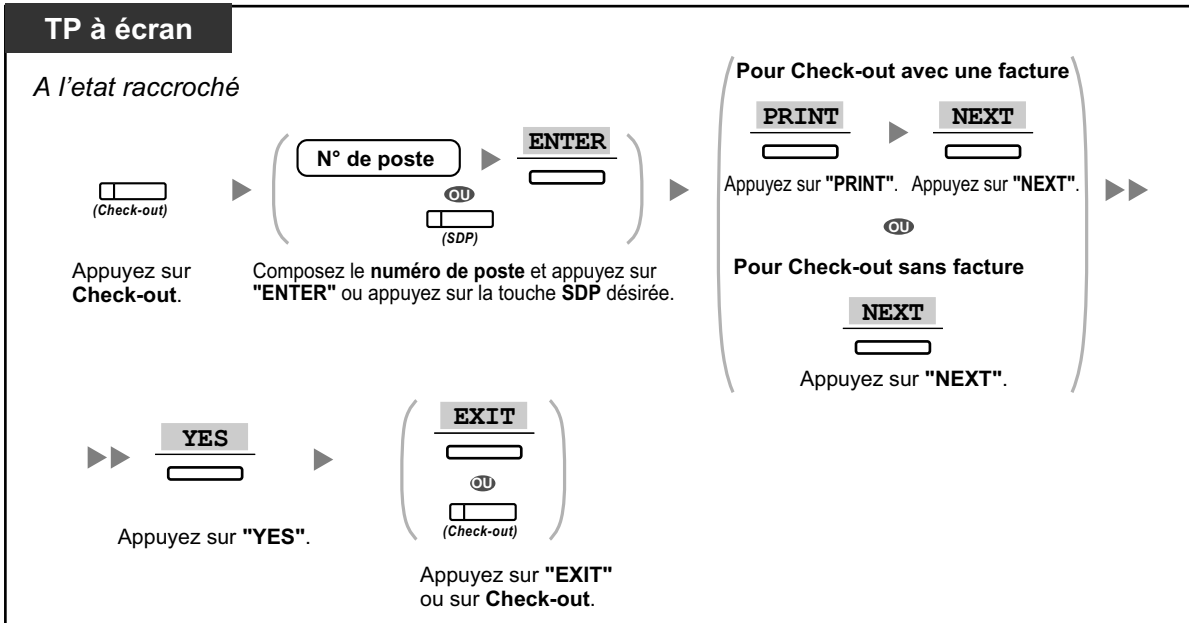 TP à écran
A l’etat raccroché
(Check-out)
Appuyez sur
Check-out.
N° de poste
ENTER
OU
(SDP)
Composez le numéro de poste et appuyez sur
"ENTER" ou appuyez sur la touche SDP désirée.
Pour Check-out avec une facture
PRINT
NEXT
Appuyez sur "PRINT". Appuyez sur "NEXT".
OU
Pour Check-out sans facture
NEXT
Appuyez sur "NEXT".
YES
Appuyez sur "YES".
EXIT
OU
(Check-out)
Appuyez sur "EXIT"
ou sur Check-out.